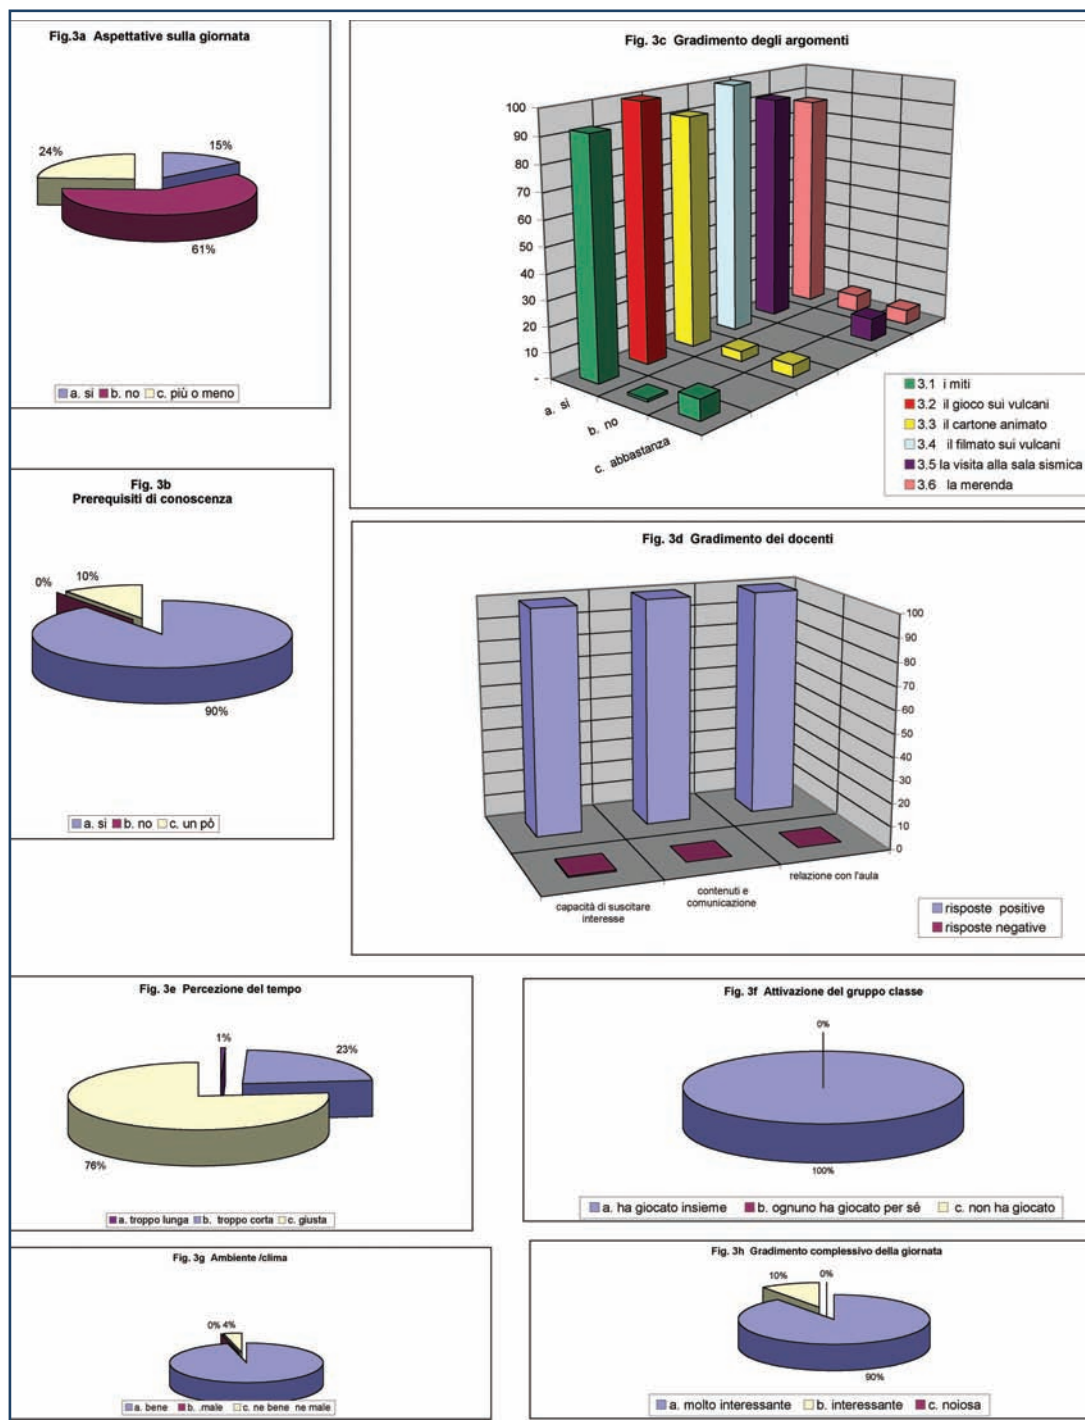 Fig.3a Aspettative sulla giornata
24%
15%
61%
a. si b. no c. più o meno
Fig. 3b
Prerequisiti di conoscenza
0%
10%
90%
a. si b. no c. un pò
Fig. 3c Gradimento degli argomenti
100
90
80
70
60
50
40
30
20
10
-
a. si
b. no
c. abbastanza
3.1 i miti
3.2 il gioco sui vulcani
3.3 il cartone animato
3.4 il filmato sui vulcani
3.5 la visita alla sala sismica
3.6 la merenda
Fig. 3d Gradimento dei docenti
100
90
80
70
60
50
40
30
20
10
0
capacità di suscitare
interesse
contenuti e
comunicazione
relazione con l'aula
risposte positive
risposte negative
Fig. 3e Percezione del tempo
1%
23%
76%
a. troppo lunga b. troppo corta c. giusta
Fig. 3f Attivazione del gruppo classe
0%
100%
a. ha giocato insieme b. ognuno ha giocato per sé c. non ha giocato
Fig. 3g Ambiente /clima
0% 4%
a. bene b. .male c. ne bene ne male
Fig. 3h Gradimento complessivo della giornata
10%
0%
90%
a. molto interessante b. interessante c. noiosa